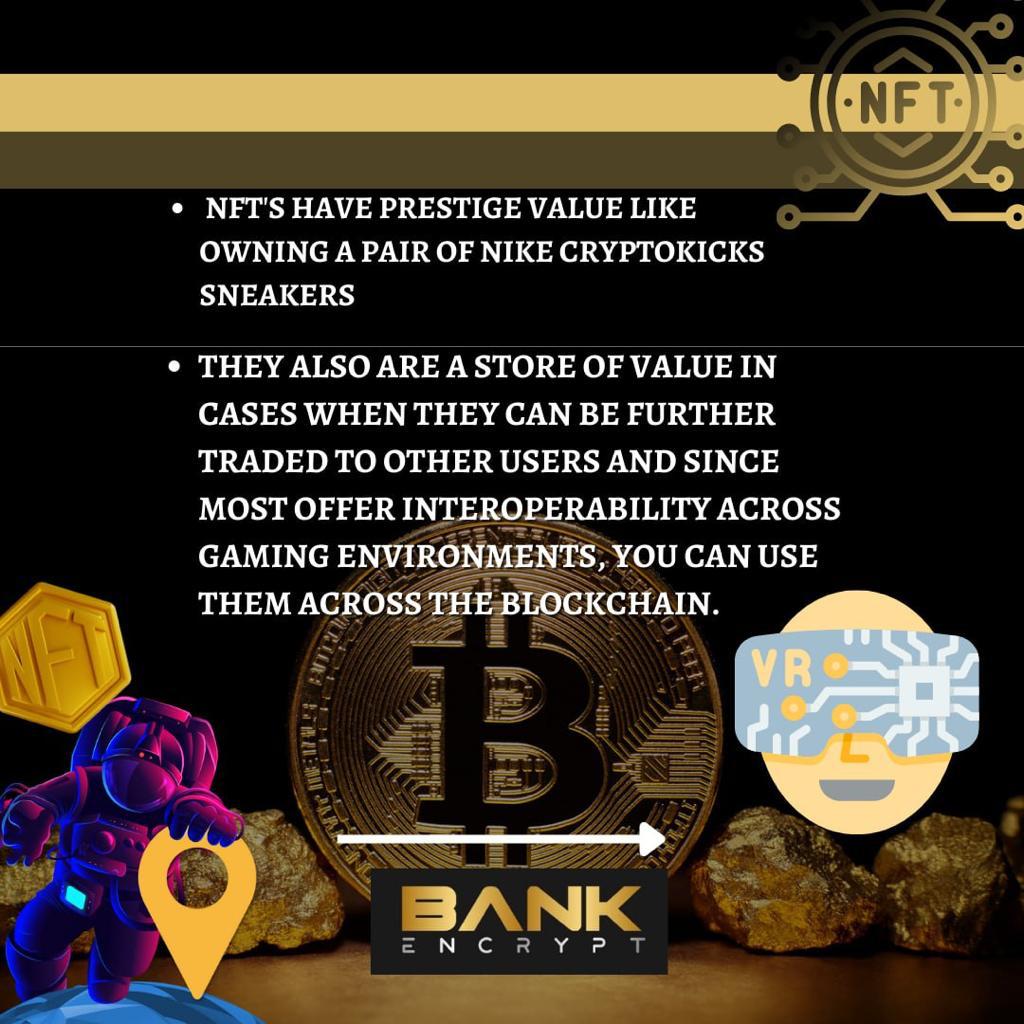 ·NFT·
• NFT'S HAVE PRESTIGE VALUE LIKE
OWNING A PAIR OF NIKE CRYPTOKICKS
SNEAKERS
• THEY ALSO ARE A STORE OF VALUE IN
CASES WHEN THEY CAN BE FURTHER
TRADED TO OTHER USERS AND SINCE
MOST OFFER INTEROPERABILITY ACROSS
GAMING ENVIRONMENTS, YOU CAN USE
THEM ACROSS THE BLOCKCHAIN.
NFT
VR
BANK
ENCRYPT